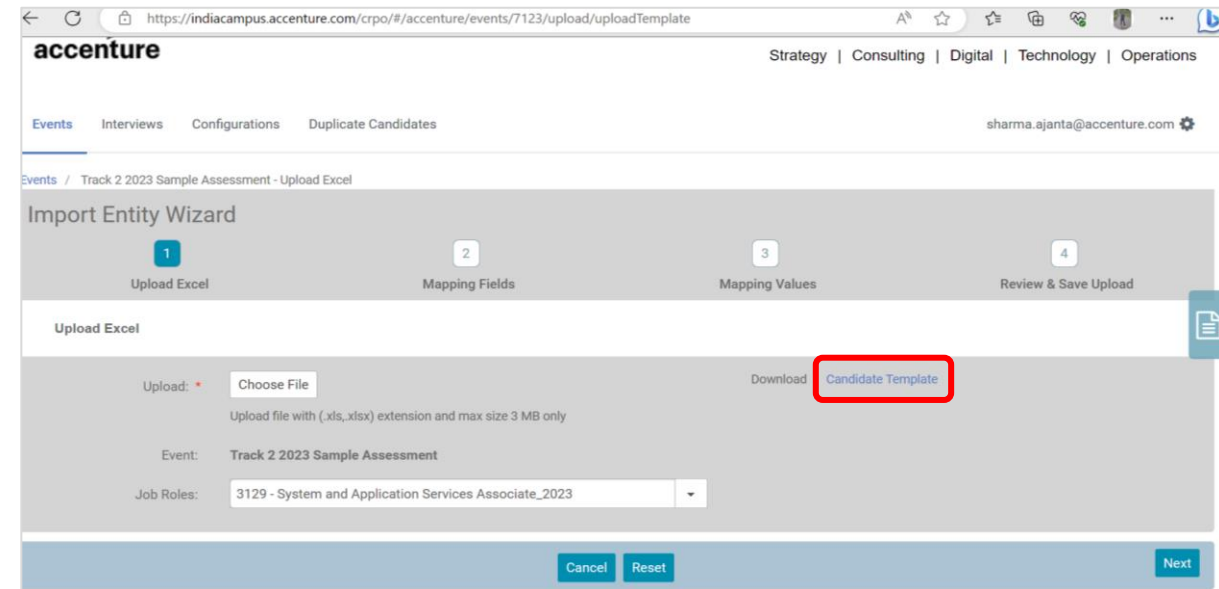 https://indiacampus.accenture.com/crpo/#/accenture/events/7123/upload/uploadTemplate
accenture
Strategy | Consulting | Digital | Technology | Operations
Events Interviews Configurations Duplicate Candidates sharma.ajanta@accenture.com
Events / Track 2 2023 Sample Assessment - Upload Excel
Import Entity Wizard
1 2 3 4
Upload Excel Mapping Fields Mapping Values Review & Save Upload
Upload Excel
Upload: * Choose File Download Candidate Template
Upload file with (.xls,.xlsx) extension and max size 3 MB only
Event: Track 2 2023 Sample Assessment
Job Roles: 3129 - System and Application Services Associate_2023
Cancel Reset Next